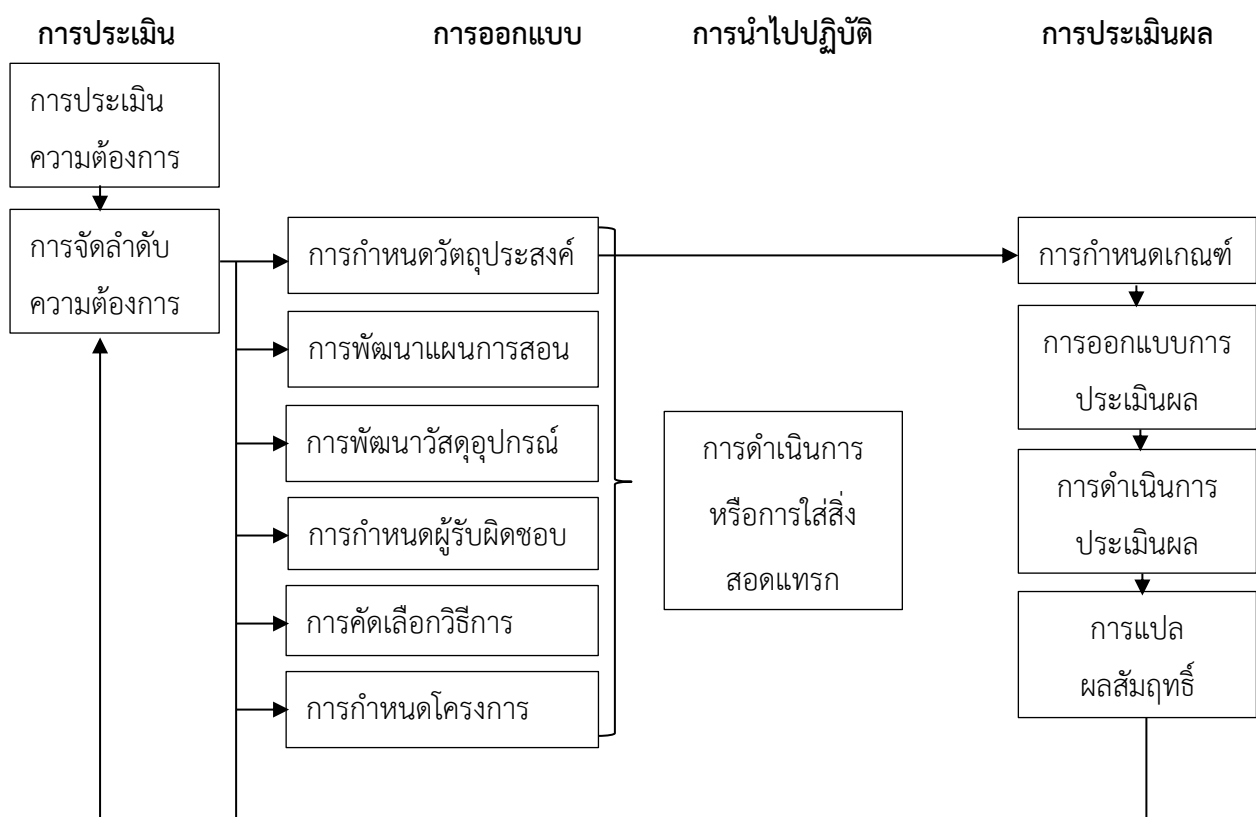 การประเมิน
การออกแบบ
การนำไปปฏิบัติ
การประเมินผล
การประเมิน
ความต้องการ
การจัดลำดับ
ความต้องการ
การกำหนดวัตถุประสงค์
การพัฒนาแผนการสอน
การพัฒนาวัสดุอุปกรณ์
การกำหนดผู้รับผิดชอบ
การคัดเลือกวิธีการ
การกำหนดโครงการ
การดำเนินการ
หรือการใส่สิ่ง
สอดแทรก
การกำหนดเกณฑ์
การออกแบบการ
ประเมินผล
การดำเนินการ
ประเมินผล
การแปล
ผลสัมฤทธิ์